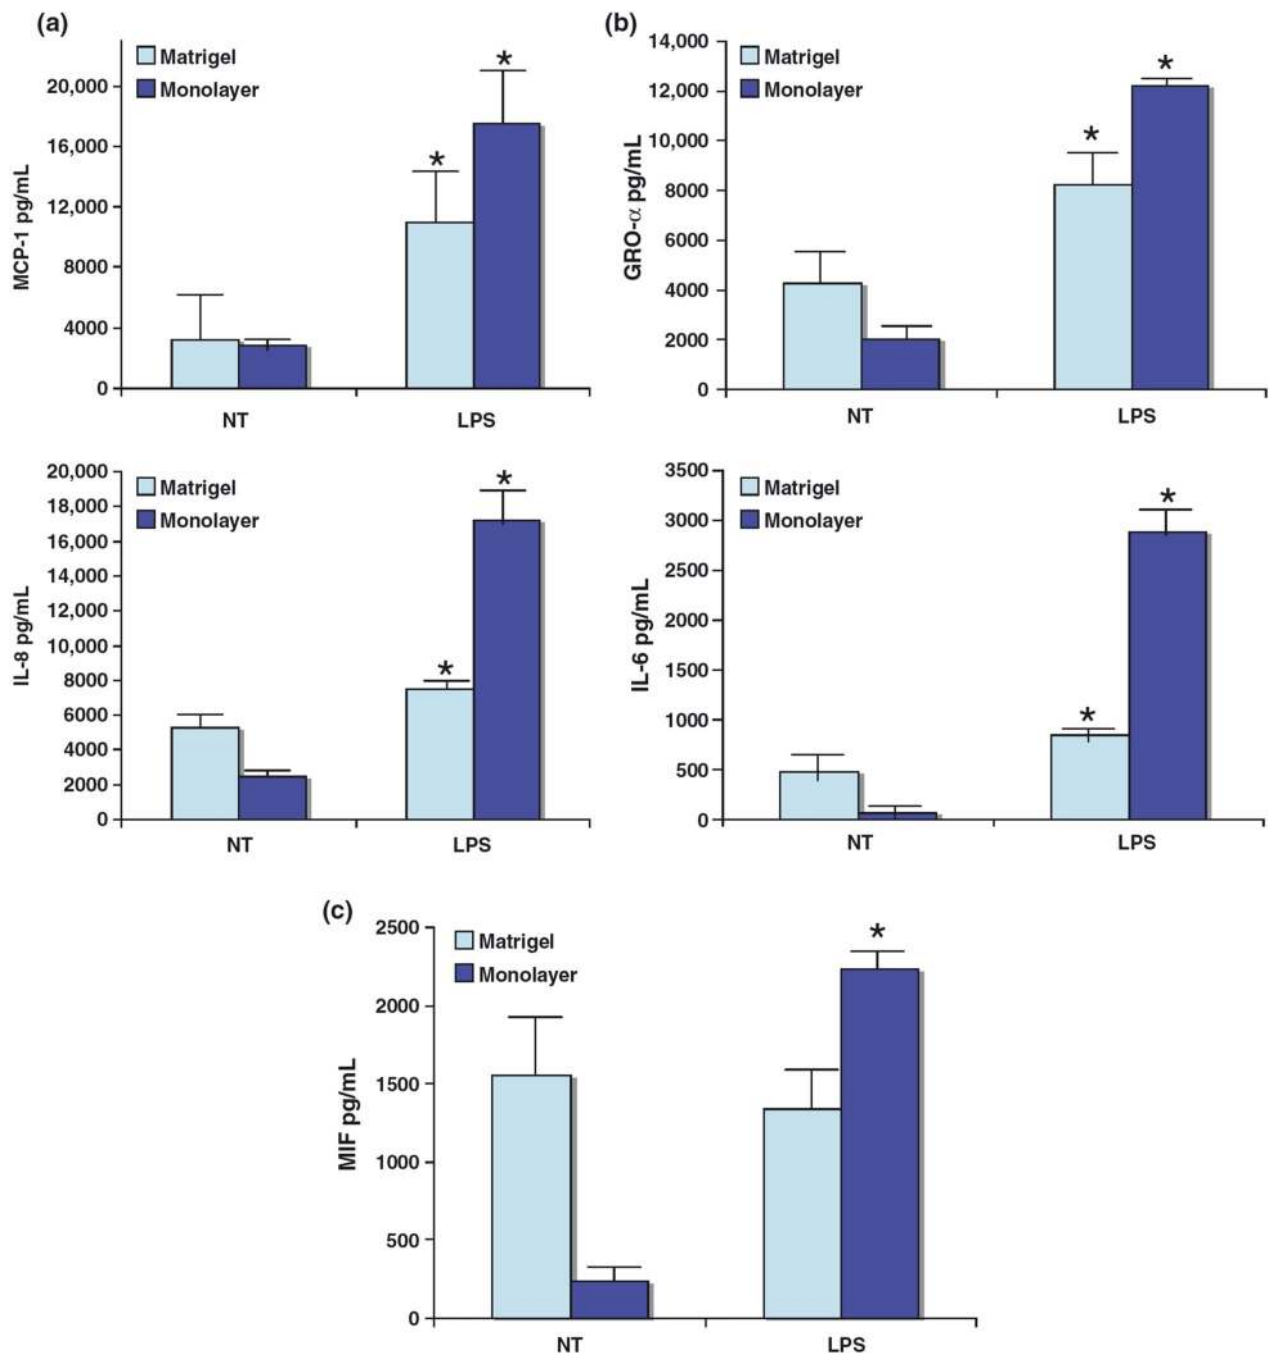 (a)
Matrigel
Monolayer
MCP-1 pg/mL
20,000
16,000
12,000
8000
4000
0
*
*
NT
LPS
(b)
Matrigel
Monolayer
GRO-α pg/mL
14,000
12,000
10,000
8000
6000
4000
2000
0
*
*
NT
LPS
Matrigel
Monolayer
IL-8 pg/mL
20,000
18,000
16,000
14,000
12,000
10,000
8000
6000
4000
2000
0
*
*
NT
LPS
Matrigel
Monolayer
IL-6 pg/mL
3500
3000
2500
2000
1500
1000
500
0
*
*
NT
LPS
(c)
Matrigel
Monolayer
MIF pg/mL
2500
2000
1500
1000
500
0
*
NT
LPS